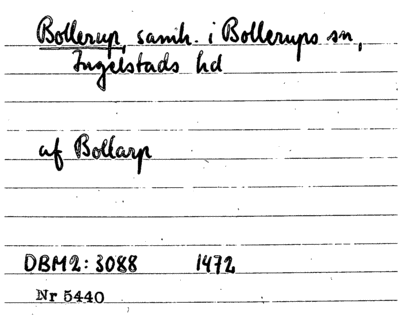 Bollerup, samh. i Bollerups sn,
Ingelstads hd
af Bollarp
DBM2: 3088 1472
Nr 5440